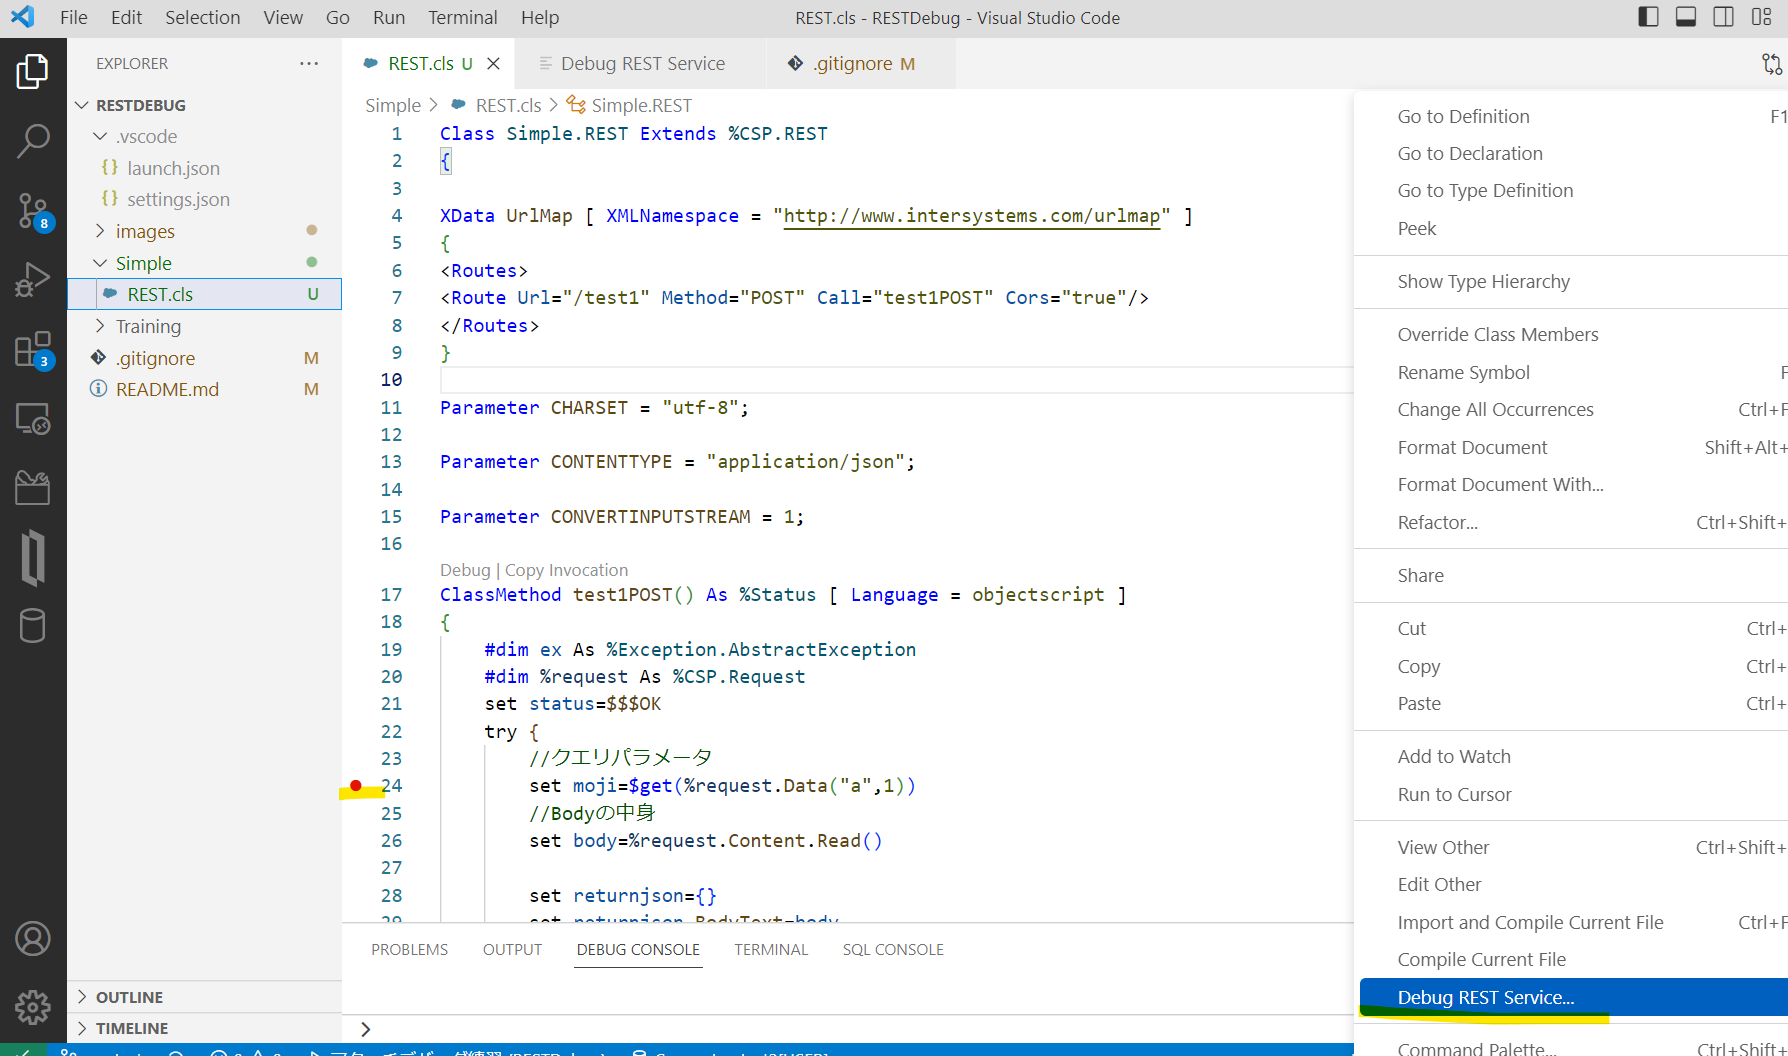 File Edit Selection View Go Run Terminal Help
REST.cls - RESTDebug - Visual Studio Code
EXPLORER
RESTDEBUG
.vscode
{} launch.json
{} settings.json
images
Simple
REST.cls U
Training
.gitignore M
README.md M
OUTLINE
TIMELINE
8
3
REST.cls U
Debug REST Service
.gitignore M
Simple > REST.cls > Simple.REST
1 Class Simple.REST Extends %CSP.REST
2 {
3
4 XData UrlMap [ XMLNamespace = "http://www.intersystems.com/urlmap" ]
5 {
6 <Routes>
7 <Route Url="/test1" Method="POST" Call="test1POST" Cors="true"/>
8 </Routes>
9 }
10
11 Parameter CHARSET = "utf-8";
12
13 Parameter CONTENTTYPE = "application/json";
14
15 Parameter CONVERTINPUTSTREAM = 1;
16
Debug | Copy Invocation
17 ClassMethod test1POST() As %Status [ Language = objectscript ]
18 {
19 #dim ex As %Exception.AbstractException
20 #dim %request As %CSP.Request
21 set status=$$$OK
22 try {
23 //クエリパラメータ
24 set moji=$get(%request.Data("a",1))
25 //Bodyの中身
26 set body=%request.Content.Read()
27
28 set returnjson={}
29 set returnjson.BodyText=body
PROBLEMS OUTPUT DEBUG CONSOLE TERMINAL SQL CONSOLE
>
Go to Definition F1
Go to Declaration
Go to Type Definition
Peek
Show Type Hierarchy
Override Class Members
Rename Symbol F
Change All Occurrences Ctrl+F
Format Document Shift+Alt+
Format Document With...
Refactor... Ctrl+Shift+
Share
Cut Ctrl+
Copy Ctrl+
Paste Ctrl+
Add to Watch
Run to Cursor
View Other Ctrl+Shift+
Edit Other
Import and Compile Current File Ctrl+F
Compile Current File
Debug REST Service...
Command Palette... Ctrl+Shift+